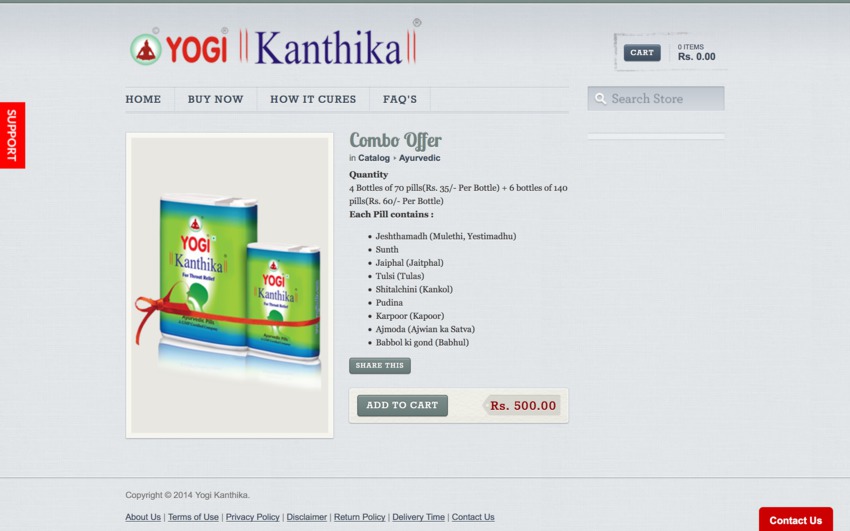 YOGI ® || Kanthika || ®
CART
0 ITEMS
Rs. 0.00
HOME
BUY NOW
HOW IT CURES
FAQ'S
Search Store
SUPPORT
Combo Offer
in Catalog ▸ Ayurvedic
Quantity
4 Bottles of 70 pills(Rs. 35/- Per Bottle) + 6 bottles of 140
pills(Rs. 60/- Per Bottle)
Each Pill contains :
• Jeshthamadh (Mulethi, Yestimadhu)
• Sunth
• Jaiphal (Jaitphal)
• Tulsi (Tulas)
• Shitalchini (Kankol)
• Pudina
• Karpoor (Kapoor)
• Ajmoda (Ajwian ka Satva)
• Babbol ki gond (Babhul)
YOGI
Kanthika
For Throat Relief
Ayurvedic Pills
YOGI
Kanthika
For Throat Relief
SHARE THIS
ADD TO CART
Rs. 500.00
Copyright © 2014 Yogi Kanthika.
About Us | Terms of Use | Privacy Policy | Disclaimer | Return Policy | Delivery Time | Contact Us
Contact Us